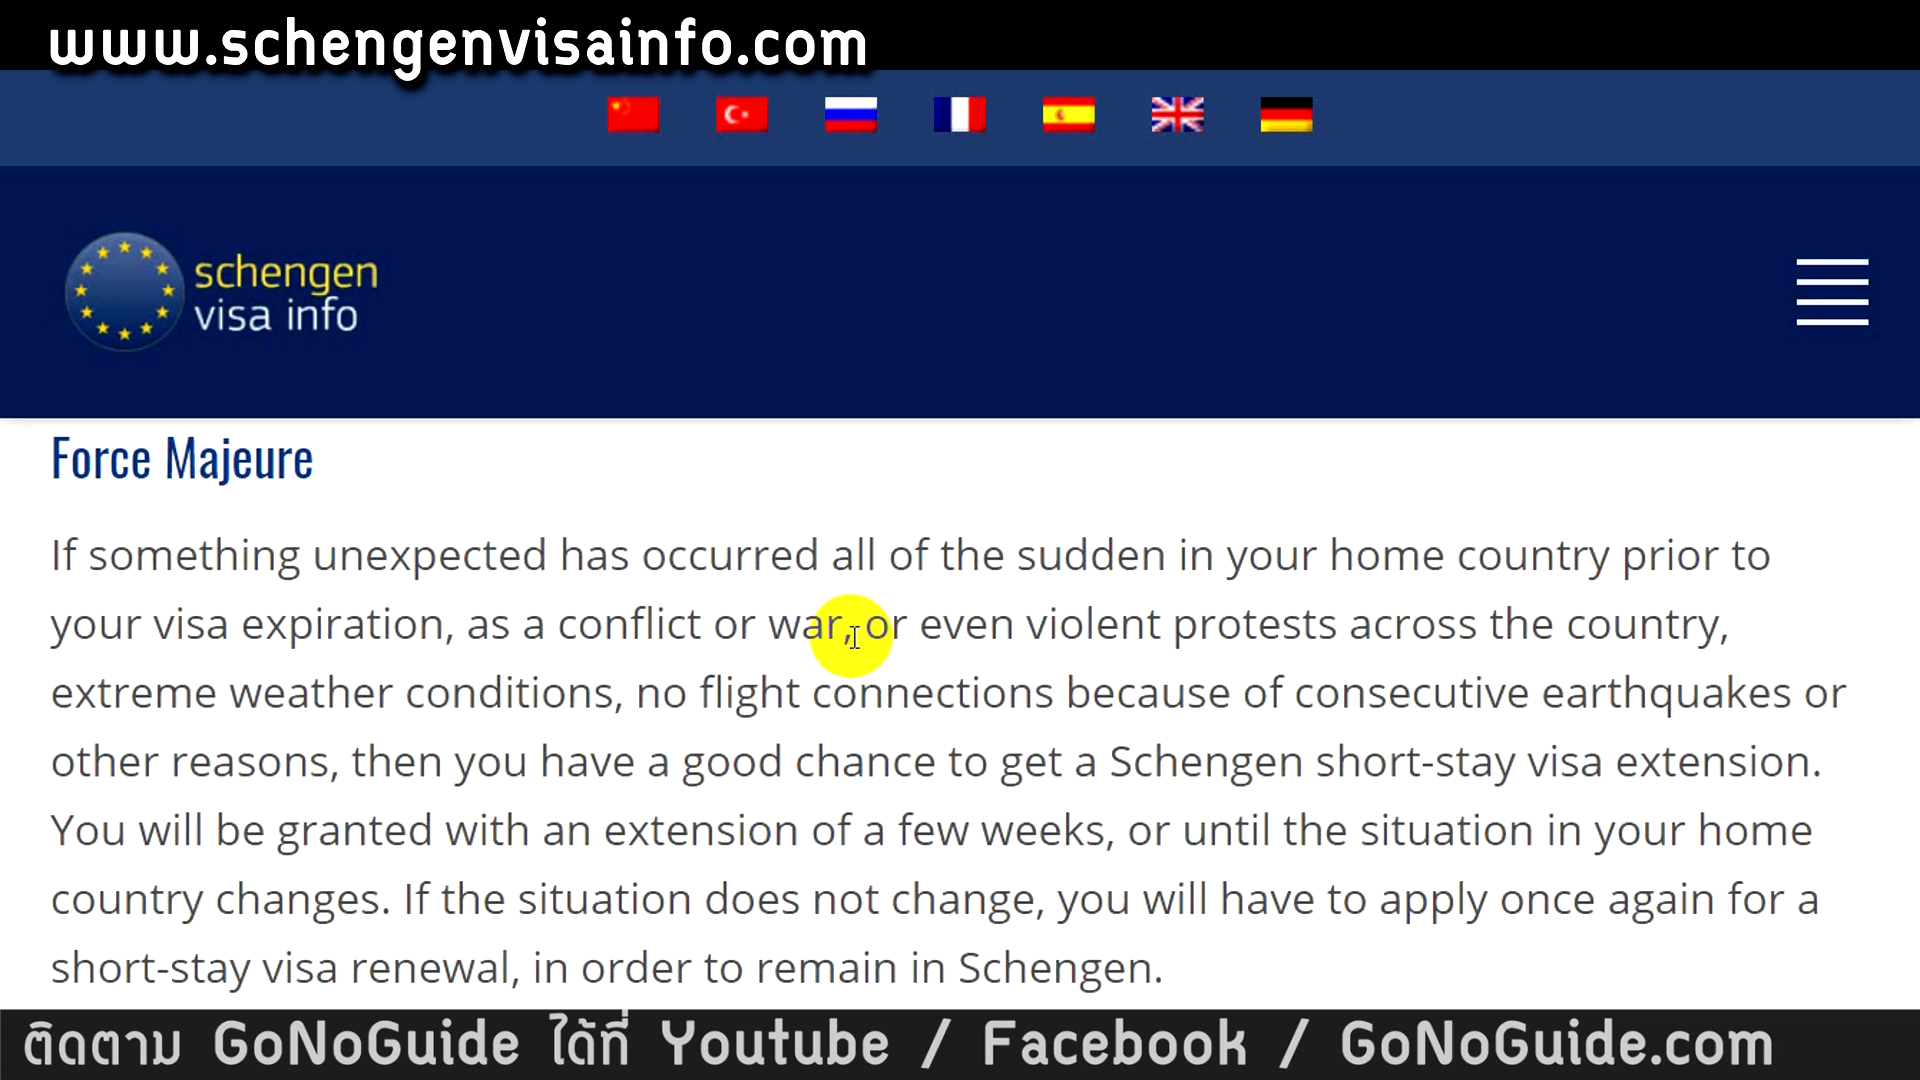 www.schengenvisainfo.com
schengen
visa info
Force Majeure
If something unexpected has occurred all of the sudden in your home country prior to
your visa expiration, as a conflict or war, or even violent protests across the country,
extreme weather conditions, no flight connections because of consecutive earthquakes or
other reasons, then you have a good chance to get a Schengen short-stay visa extension.
You will be granted with an extension of a few weeks, or until the situation in your home
country changes. If the situation does not change, you will have to apply once again for a
short-stay visa renewal, in order to remain in Schengen.
ติดตาม GoNoGuide ได้ที่ Youtube / Facebook / GoNoGuide.com